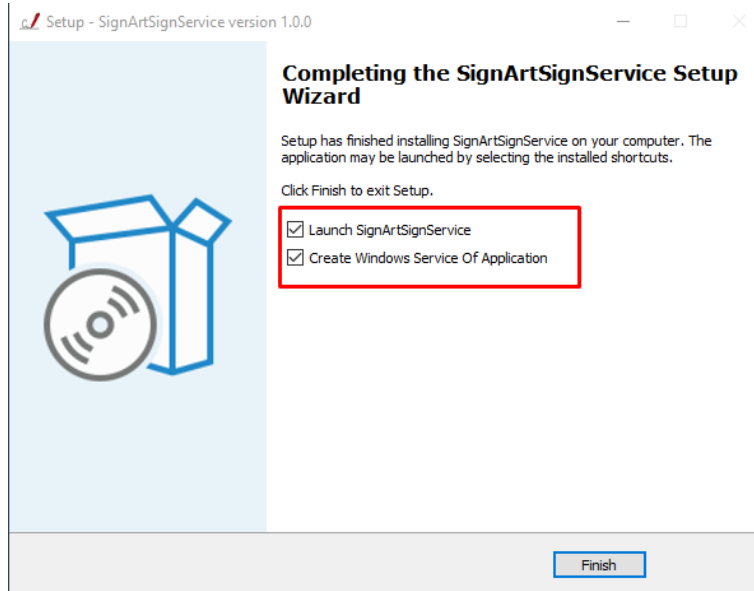 Setup - SignArtSignService version 1.0.0
Completing the SignArtSignService Setup
Wizard
Setup has finished installing SignArtSignService on your computer. The
application may be launched by selecting the installed shortcuts.
Click Finish to exit Setup.
Launch SignArtSignService
Create Windows Service Of Application
Finish